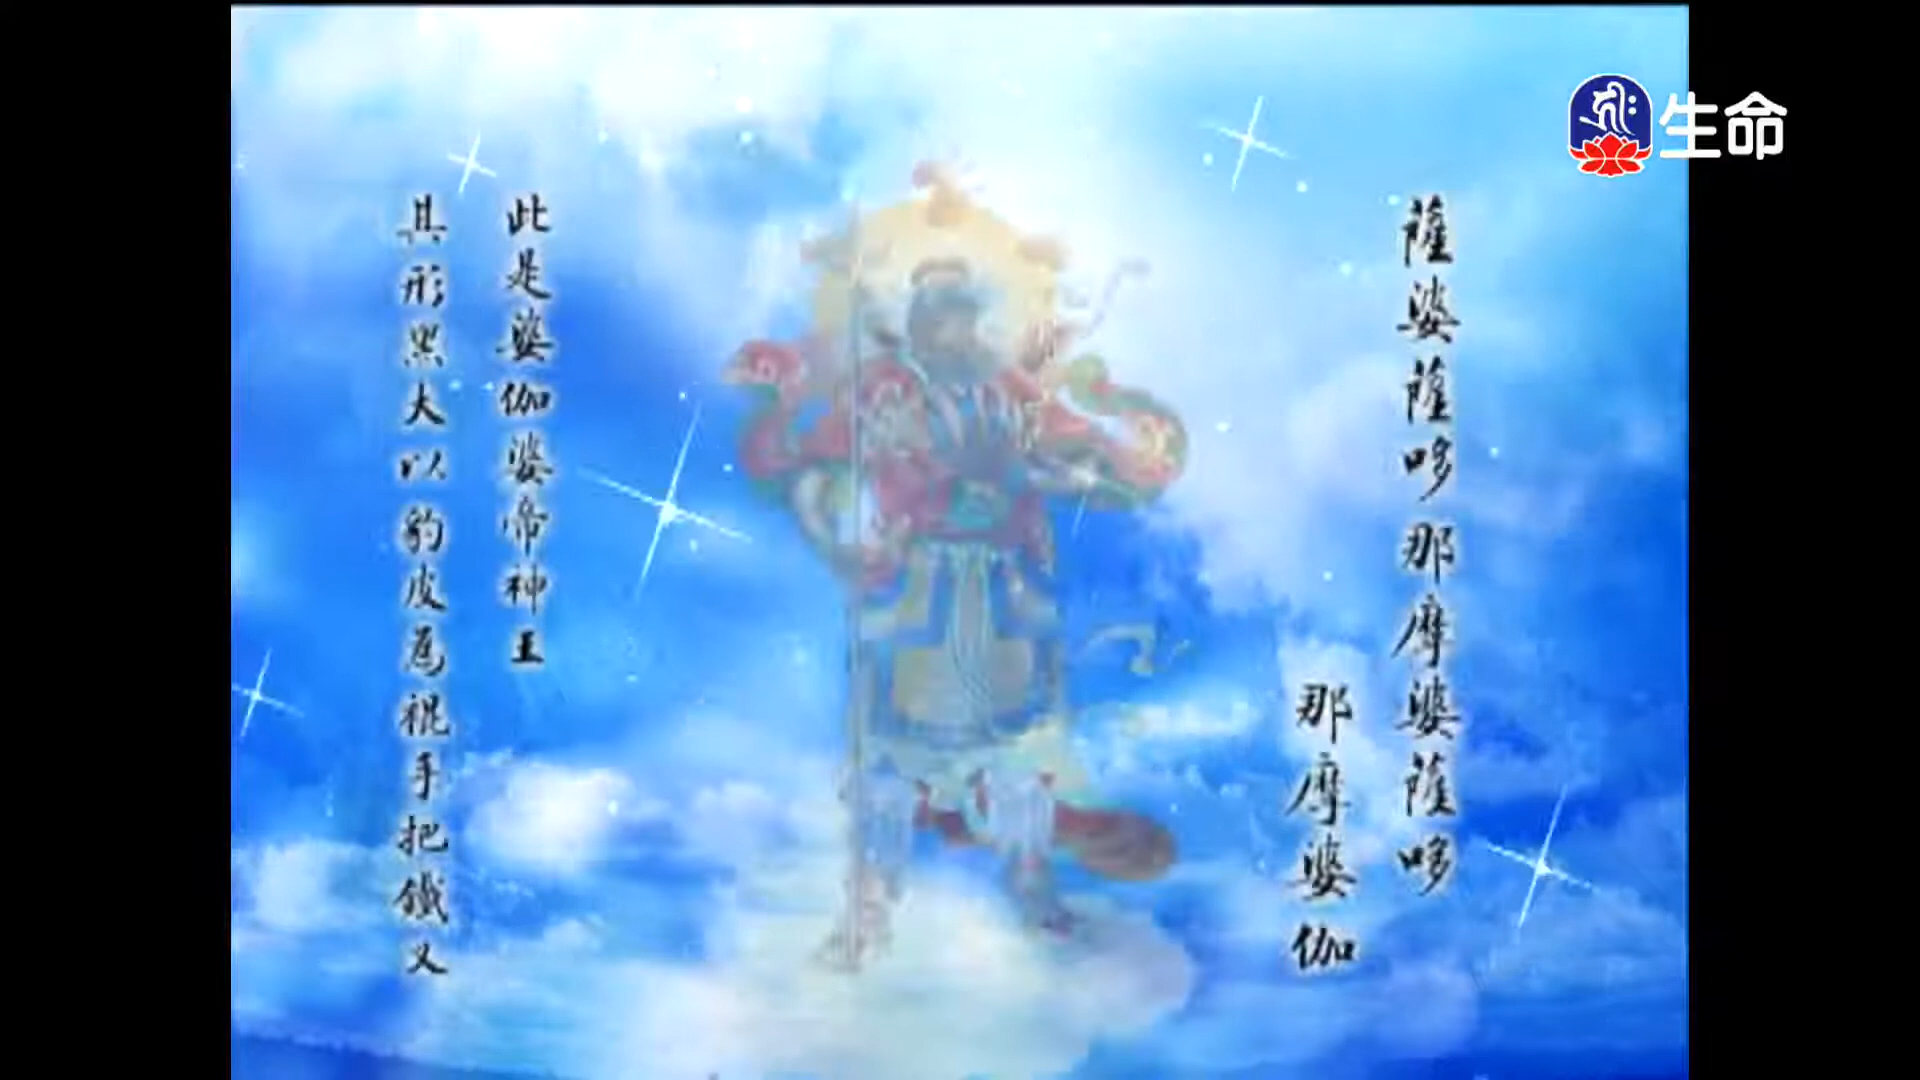 生命
薩婆薩哆那摩婆薩哆
那摩婆伽
此是婆伽婆帝神王
其形黑大以豹皮為裩手把鐵叉